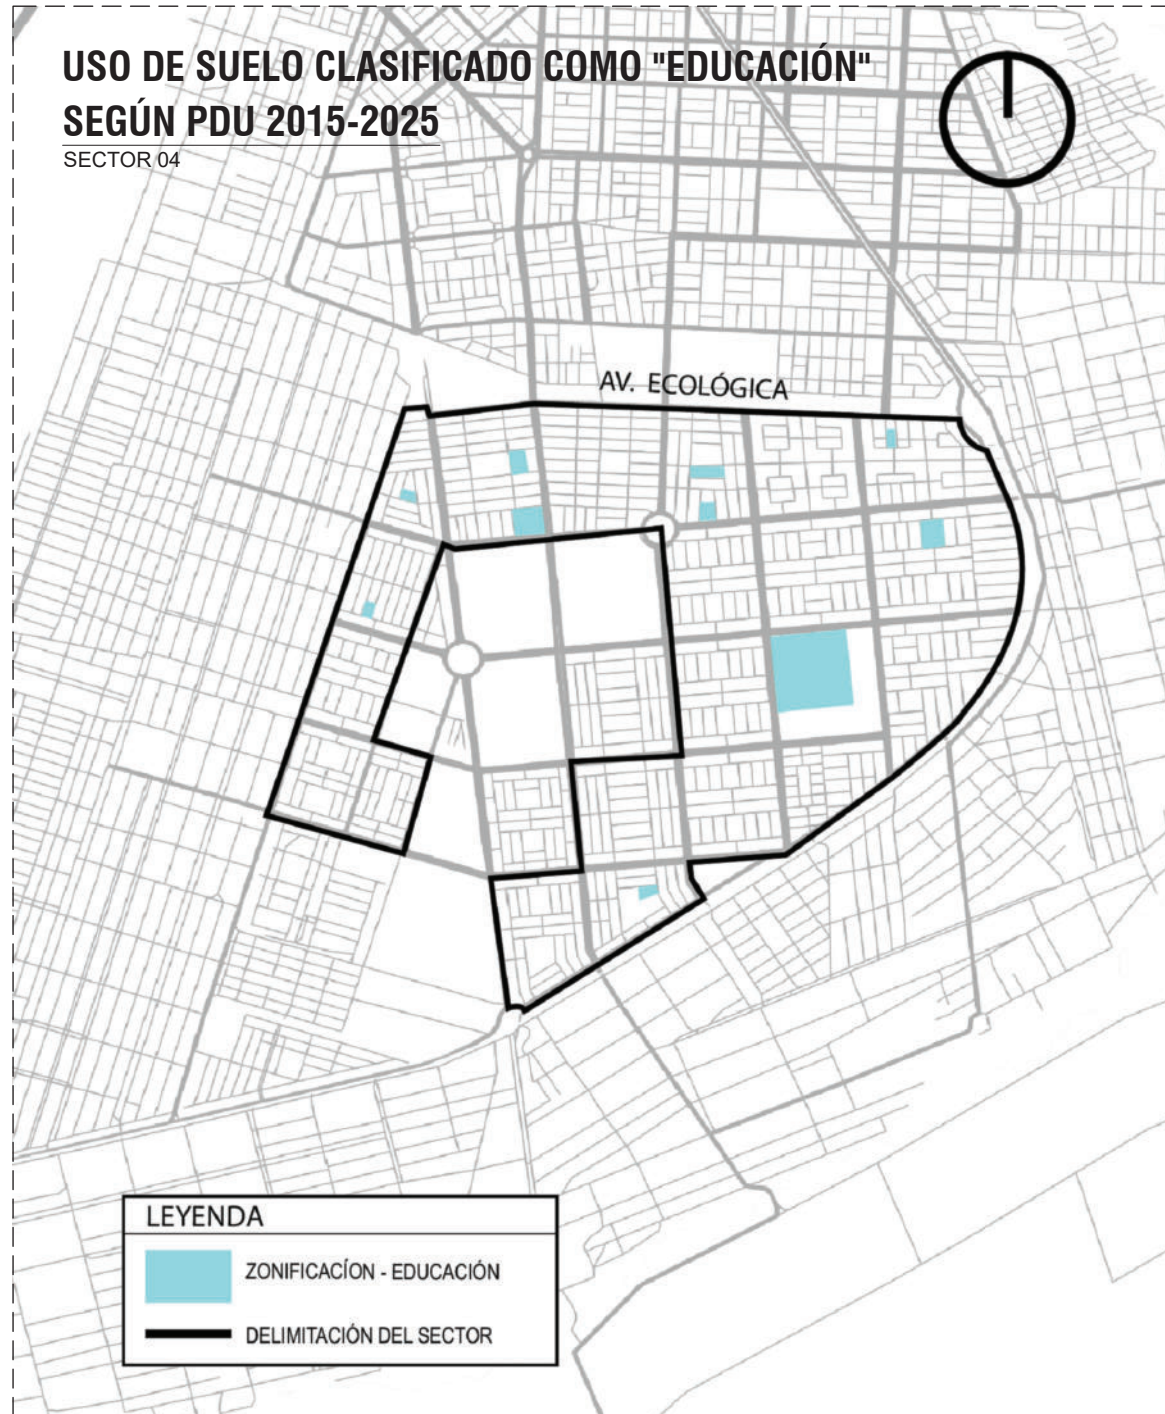 USO DE SUELO CLASIFICADO COMO "EDUCACIÓN"
SEGÚN PDU 2015-2025
SECTOR 04
AV. ECOLÓGICA
LEYENDA
ZONIFICACÍON - EDUCACIÓN
DELIMITACIÓN DEL SECTOR